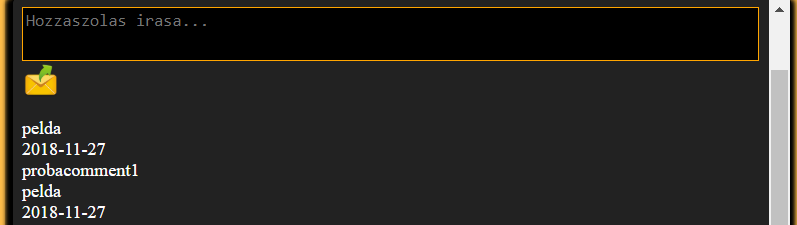 Hozzaszolas irasa...
pelda
2018-11-27
probacomment1
pelda
2018-11-27